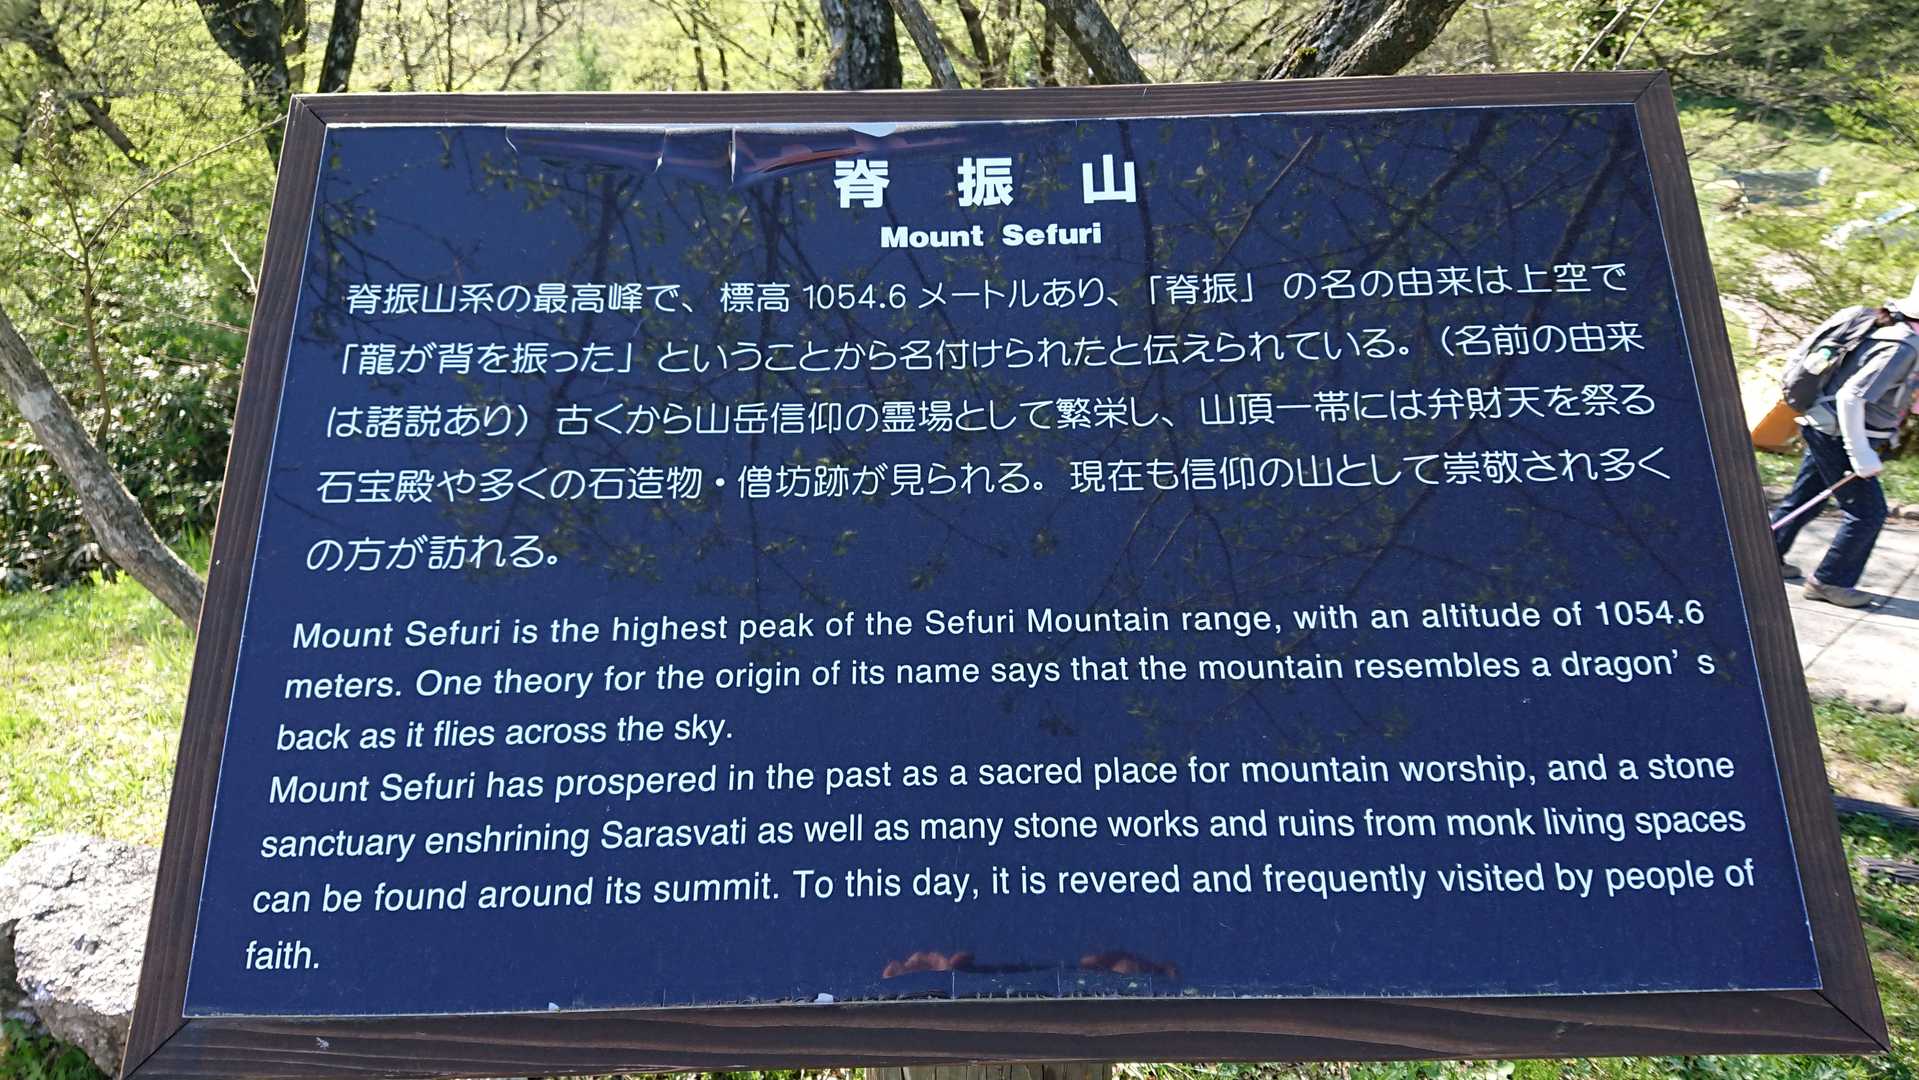 脊振山
Mount Sefuri
脊振山系の最高峰で、標高1054.6メートルあり、「脊振」の名の由来は上空で
「龍が背を振った」ということから名付けられたと伝えられている。（名前の由来
は諸説あり）古くから山岳信仰の霊場として繁栄し、山頂一帯には弁財天を祭る
石宝殿や多くの石造物・僧坊跡が見られる。現在も信仰の山として崇敬され多く
の方が訪れる。
Mount Sefuri is the highest peak of the Sefuri Mountain range, with an altitude of 1054.6
meters. One theory for the origin of its name says that the mountain resembles a dragon's
back as it flies across the sky.
Mount Sefuri has prospered in the past as a sacred place for mountain worship, and a stone
sanctuary enshrining Sarasvati as well as many stone works and ruins from monk living spaces
can be found around its summit. To this day, it is revered and frequently visited by people of
faith.